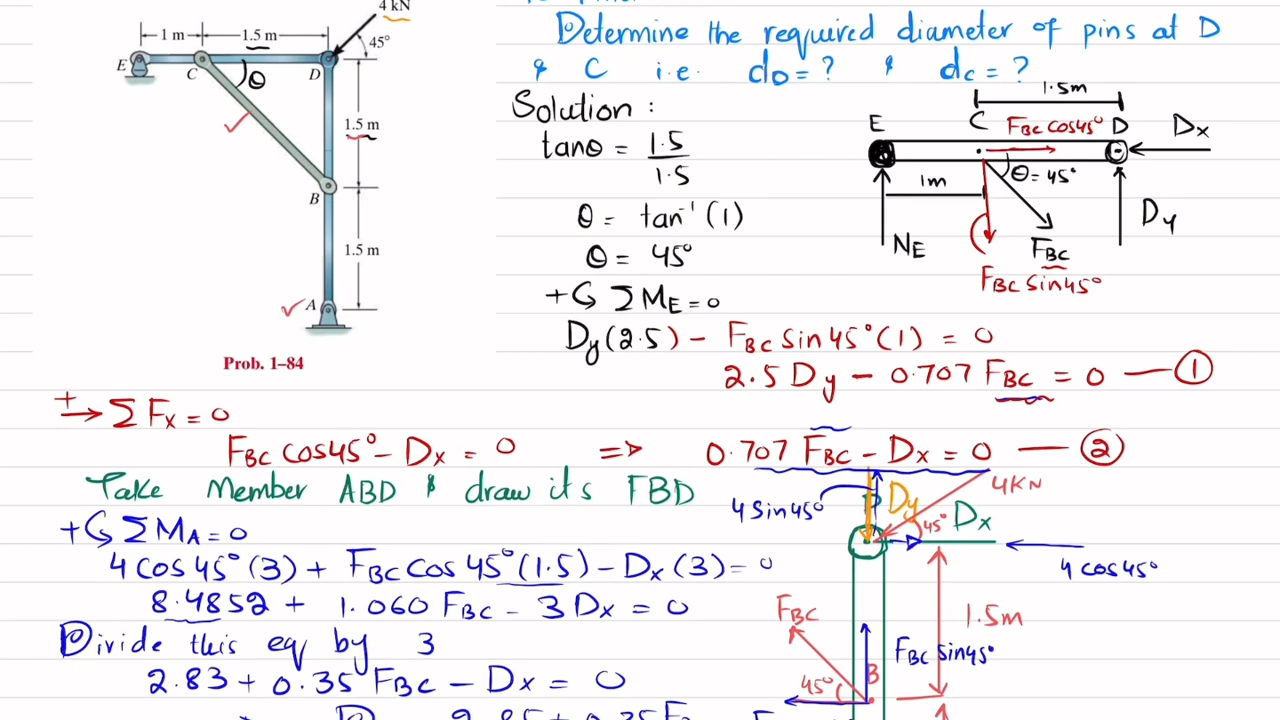 4 kN
1 m
1.5 m
45°
E
C
D
θ
1.5 m
B
1.5 m
A
Prob. 1–84
Determine the required diameter of pins at D
& C i.e. dD = ? & dC = ?
Solution :
tanθ = 1.5
1.5
θ = tan⁻¹ (1)
θ = 45°
+↺ ΣME = 0
1.5m
E
C
FBC cos45°
D
Dx
θ = 45°
1m
NE
FBC
Dy
FBC sin45°
Dy(2.5) - FBC sin45°(1) = 0
2.5 Dy - 0.707 FBC = 0 — ①
+→ ΣFx = 0
FBC cos45° - Dx = 0 => 0.707 FBC - Dx = 0 — ②
Take Member ABD & draw its FBD
+↺ ΣMA = 0
4 cos45°(3) + FBC cos45°(1.5) - Dx(3) = 0
8.4852 + 1.060 FBC - 3 Dx = 0
Divide this eq by 3
2.83 + 0.35 FBC - Dx = 0
4 sin45°
Dy
4KN
45°
Dx
4 cos45°
FBC
1.5m
FBC sin45°
45°
B